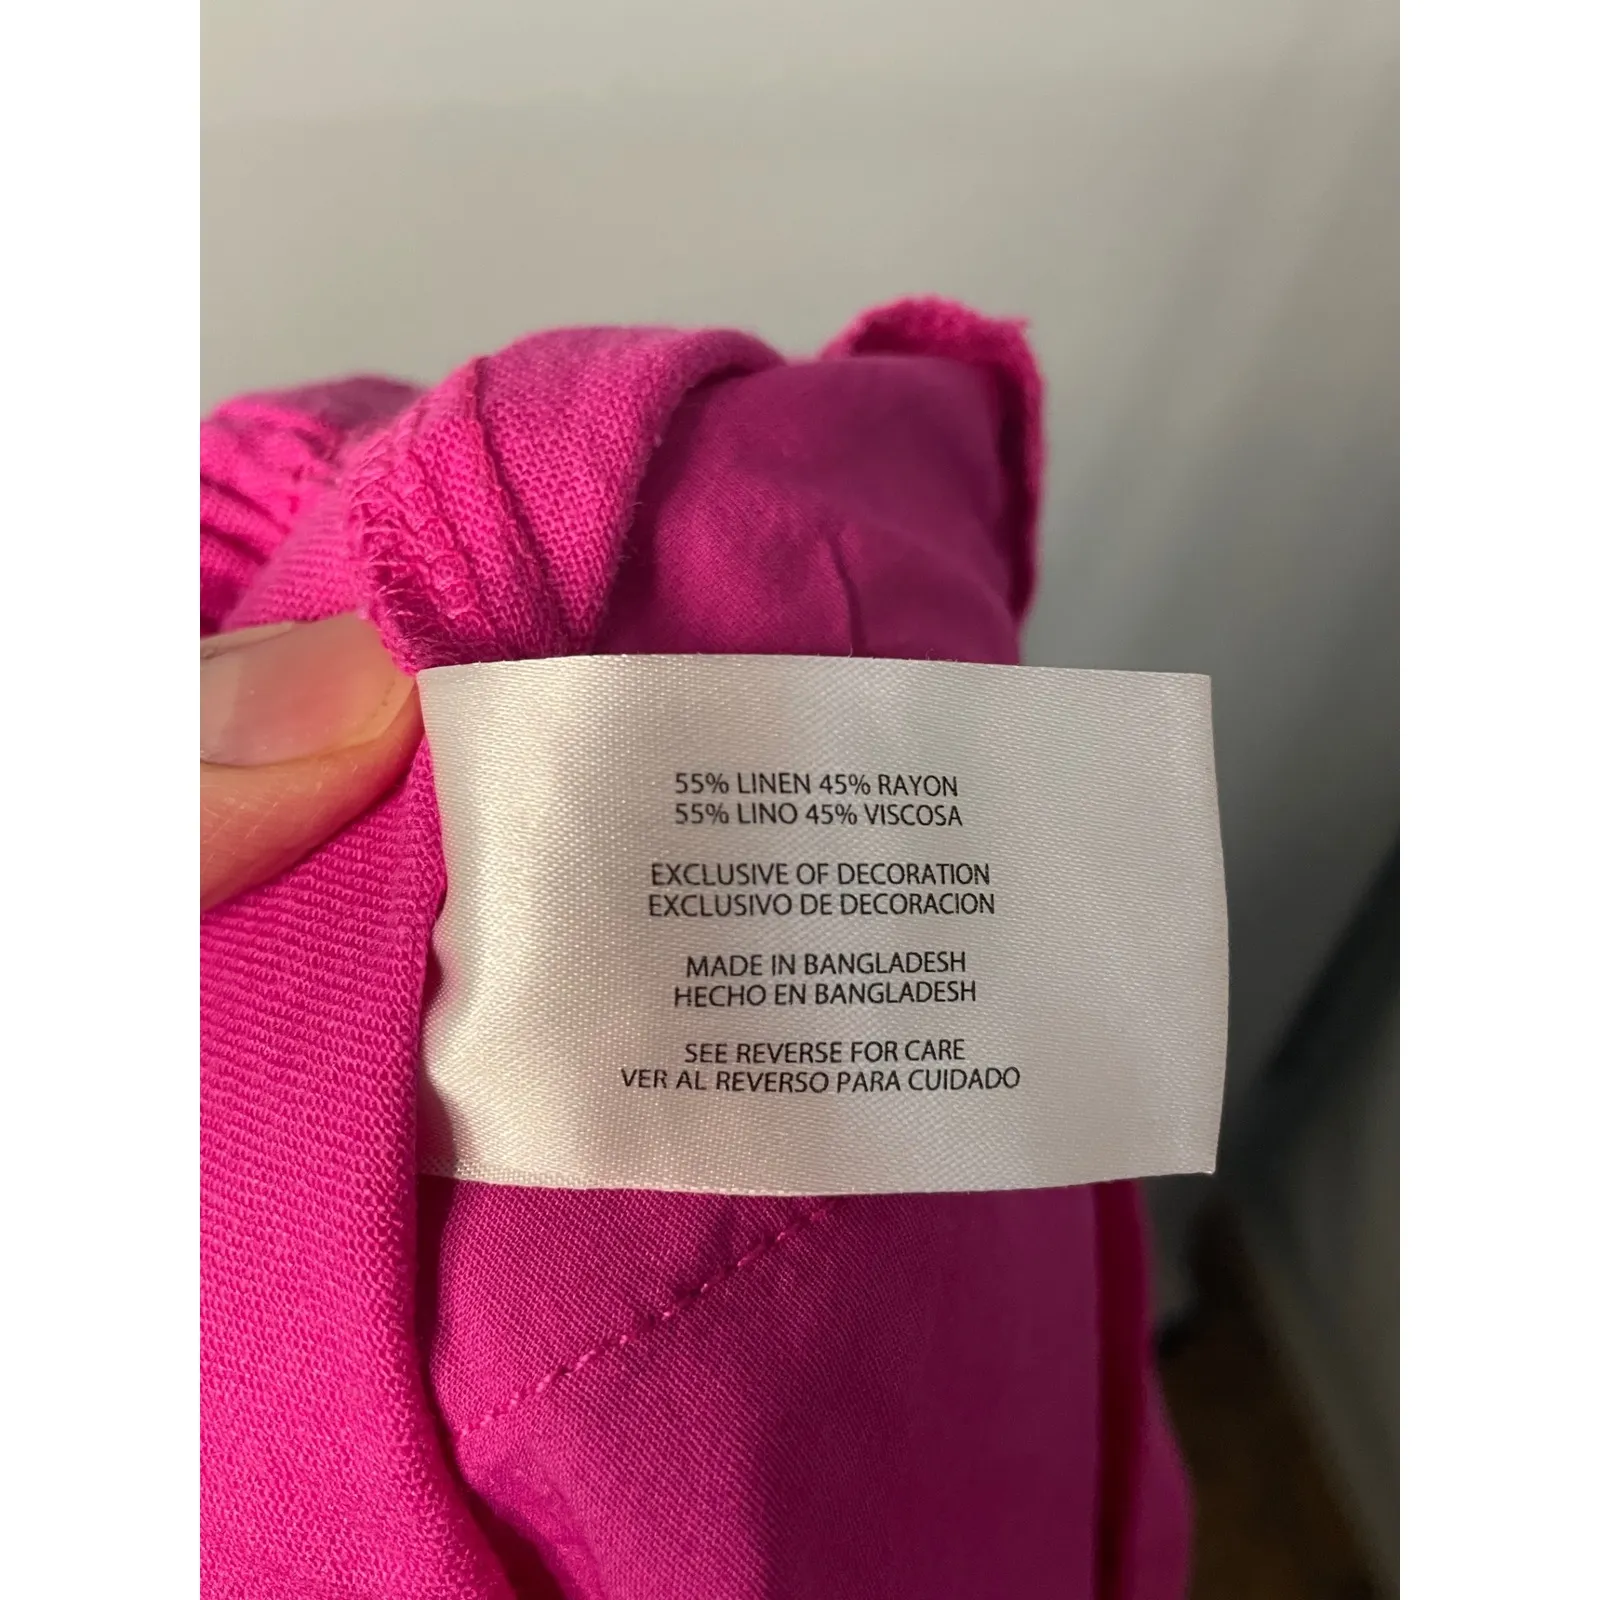 55% LINEN 45% RAYON
55% LINO 45% VISCOSA
EXCLUSIVE OF DECORATION
EXCLUSIVO DE DECORACION
MADE IN BANGLADESH
HECHO EN BANGLADESH
SEE REVERSE FOR CARE
VER AL REVERSO PARA CUIDADO